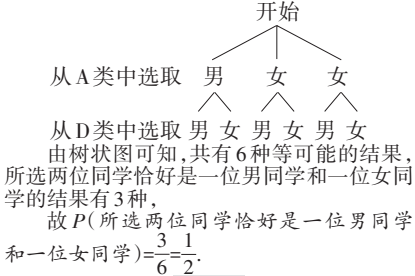 开始
从A类中选取 男 女 女
从D类中选取 男 女 男 女 男 女
由树状图可知,共有6种等可能的结果,
所选两位同学恰好是一位男同学和一位女同
学的结果有3种,
故P(所选两位同学恰好是一位男同学
和一位女同学)=3/6=1/2.